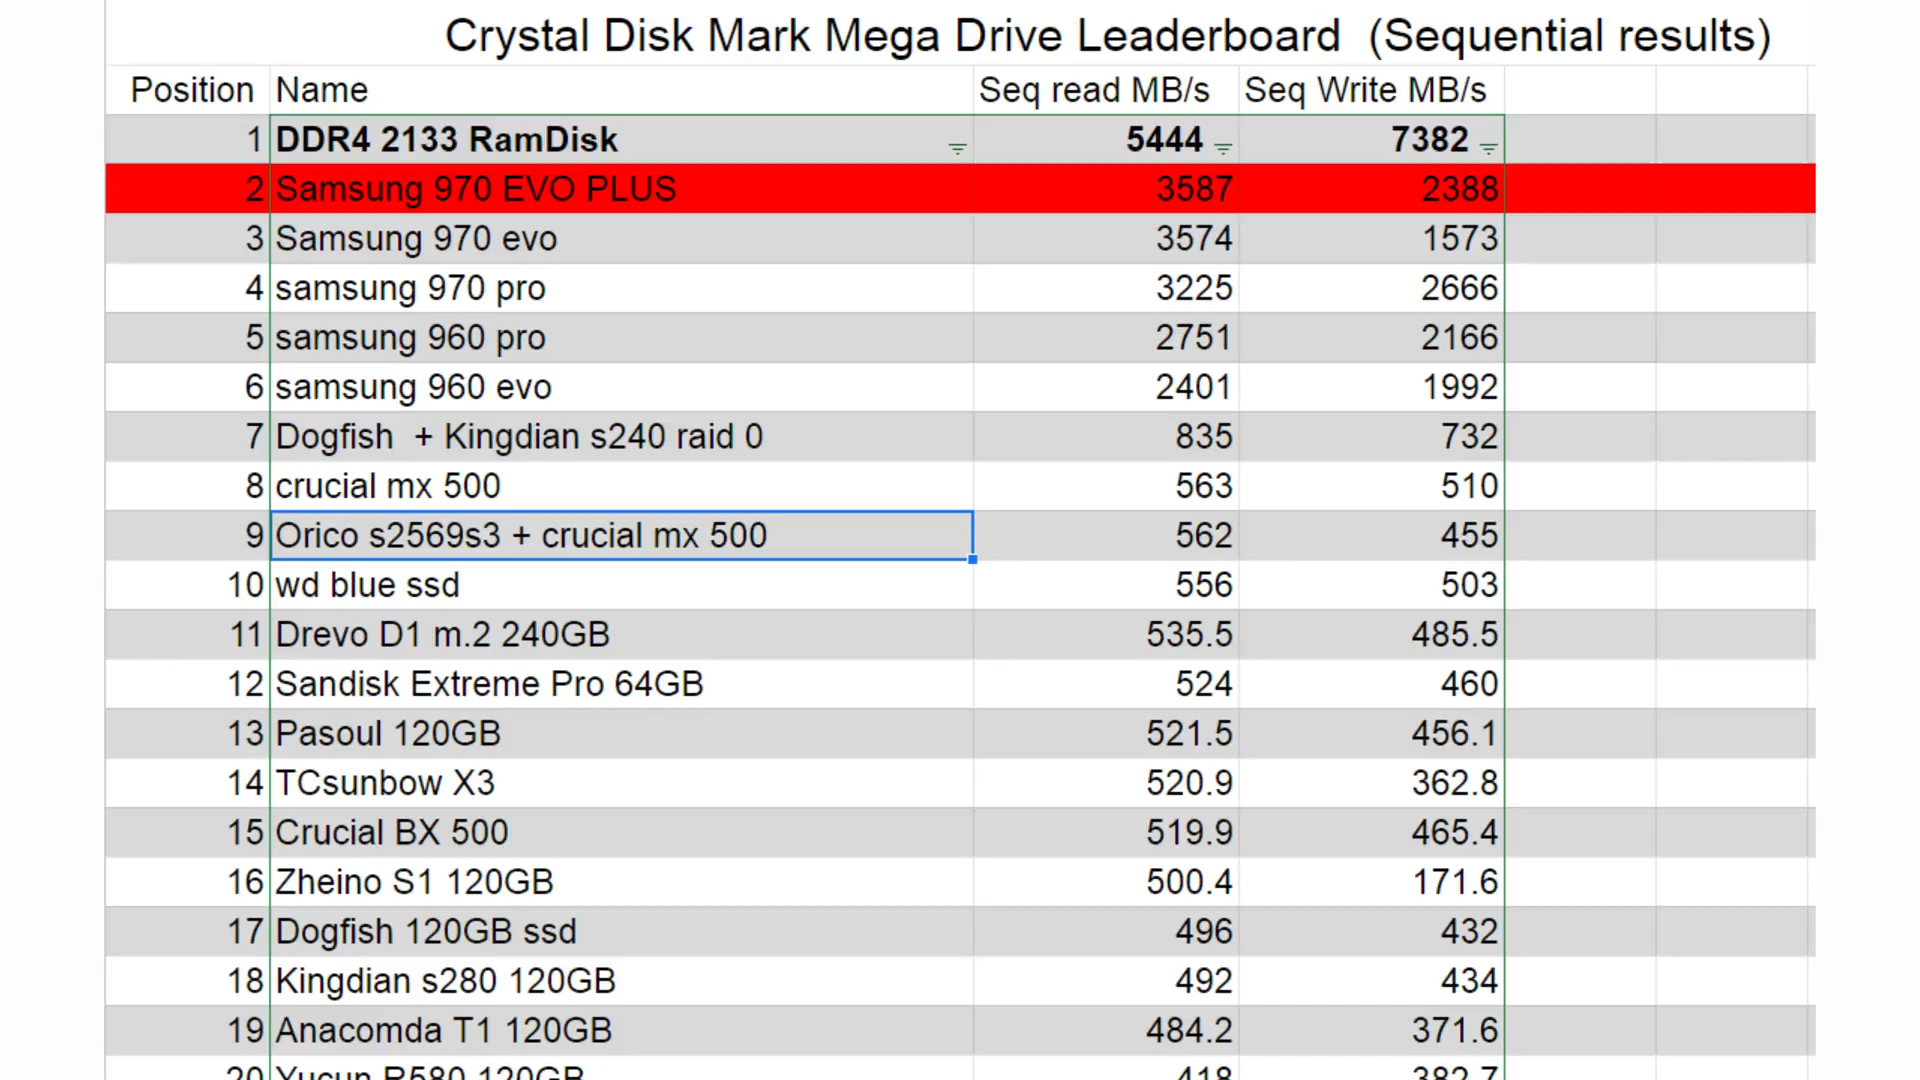 Crystal Disk Mark Mega Drive Leaderboard (Sequential results)
Position Name Seq read MB/s Seq Write MB/s
1 DDR4 2133 RamDisk 5444 7382
2 Samsung 970 EVO PLUS 3587 2388
3 Samsung 970 evo 3574 1573
4 samsung 970 pro 3225 2666
5 samsung 960 pro 2751 2166
6 samsung 960 evo 2401 1992
7 Dogfish + Kingdian s240 raid 0 835 732
8 crucial mx 500 563 510
9 Orico s2569s3 + crucial mx 500 562 455
10 wd blue ssd 556 503
11 Drevo D1 m.2 240GB 535.5 485.5
12 Sandisk Extreme Pro 64GB 524 460
13 Pasoul 120GB 521.5 456.1
14 TCsunbow X3 520.9 362.8
15 Crucial BX 500 519.9 465.4
16 Zheino S1 120GB 500.4 171.6
17 Dogfish 120GB ssd 496 432
18 Kingdian s280 120GB 492 434
19 Anacomda T1 120GB 484.2 371.6
20 Yucun R580 120GB 418 382.7